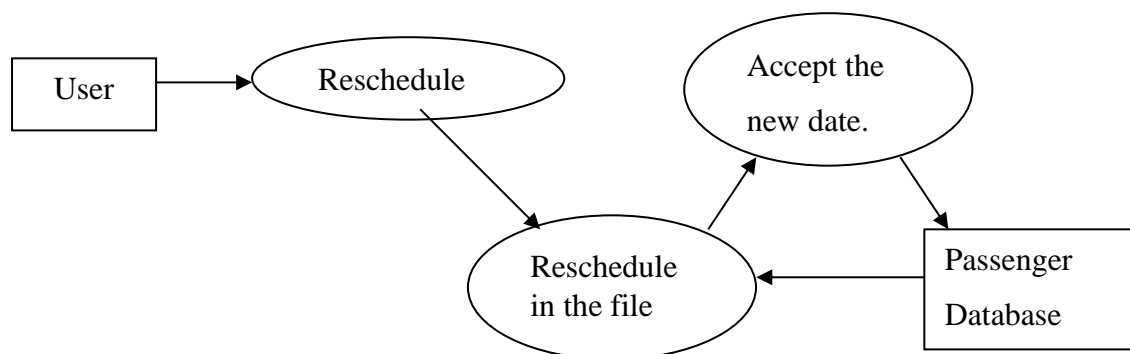 User
Reschedule
Accept the
new date.
Reschedule
in the file
Passenger
Database